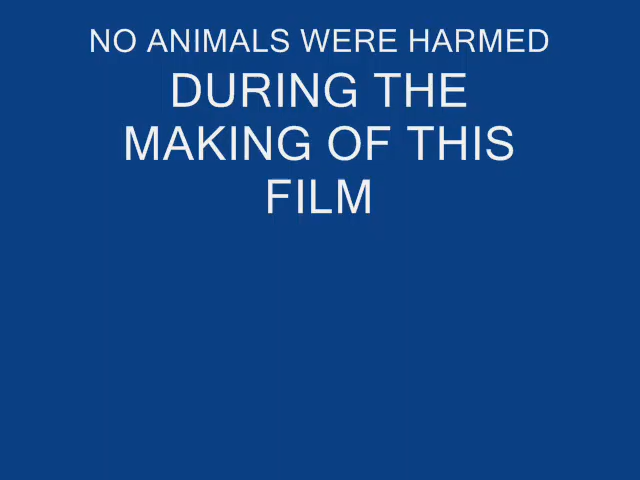 NO ANIMALS WERE HARMED
DURING THE
MAKING OF THIS
FILM